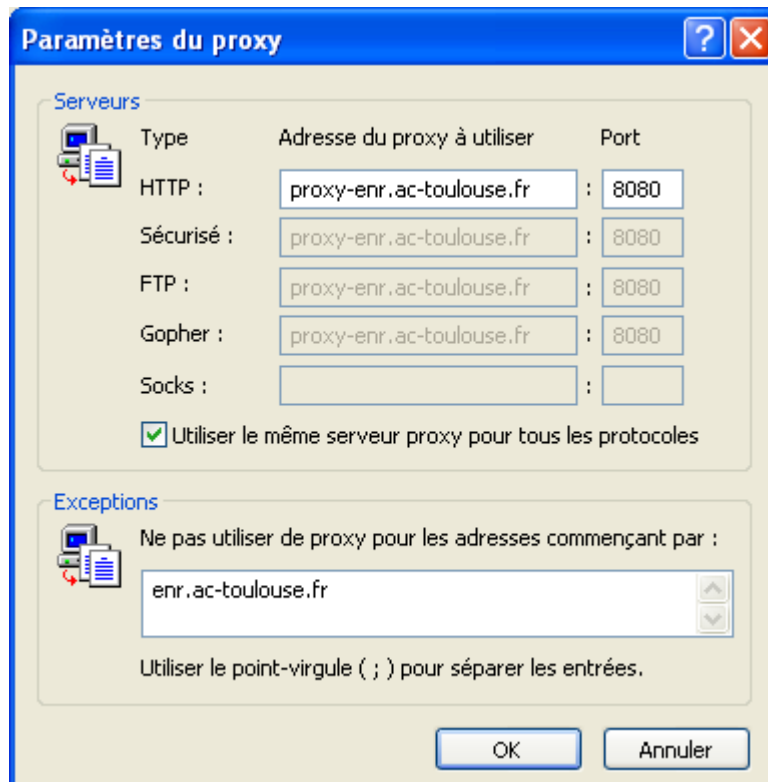 Paramètres du proxy
Serveurs
Type Adresse du proxy à utiliser Port
HTTP : proxy-enr.ac-toulouse.fr : 8080
Sécurisé : proxy-enr.ac-toulouse.fr : 8080
FTP : proxy-enr.ac-toulouse.fr : 8080
Gopher : proxy-enr.ac-toulouse.fr : 8080
Socks : :
Utiliser le même serveur proxy pour tous les protocoles
Exceptions
Ne pas utiliser de proxy pour les adresses commençant par :
enr.ac-toulouse.fr
Utiliser le point-virgule ( ; ) pour séparer les entrées.
OK Annuler